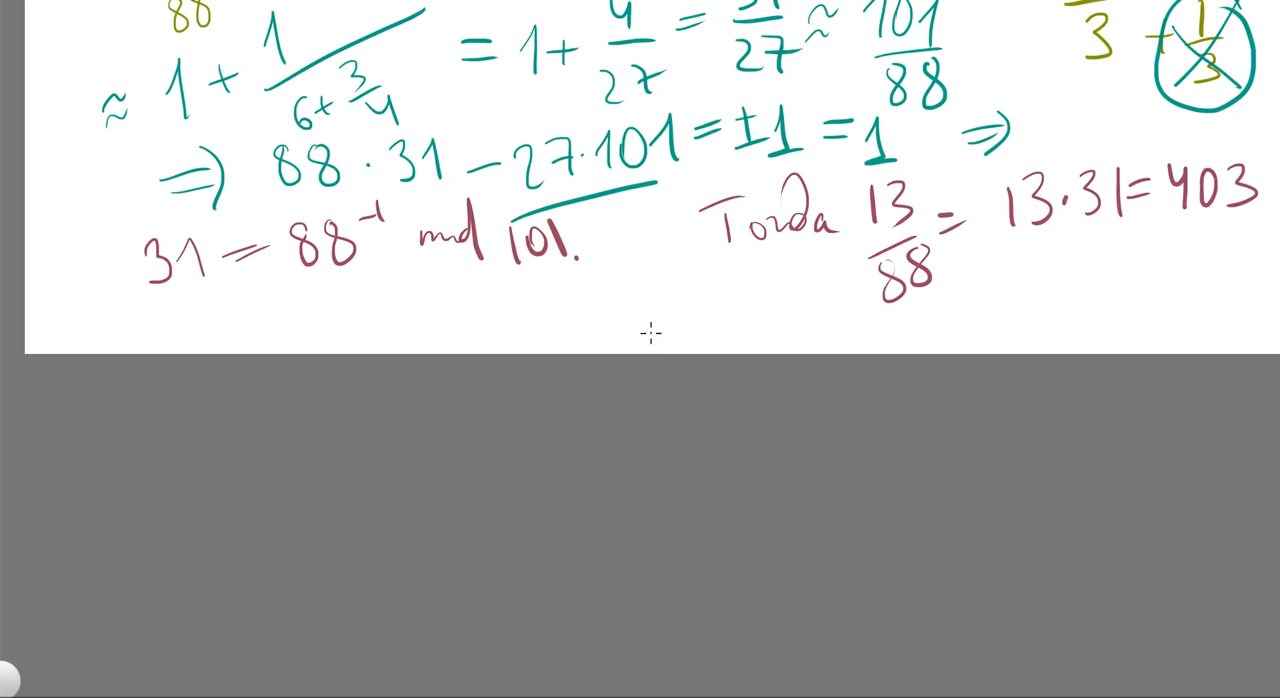 88
≈ 1 + 1/(6 + 3/4) = 1 + 4/27 = 31/27 ≈ 101/88
3 + 1/3
⇒ 88 · 31 − 27 · 101 = ±1 = 1 ⇒
31 = 88⁻¹ mod 101. Тогда 13/88 = 13 · 31 = 403